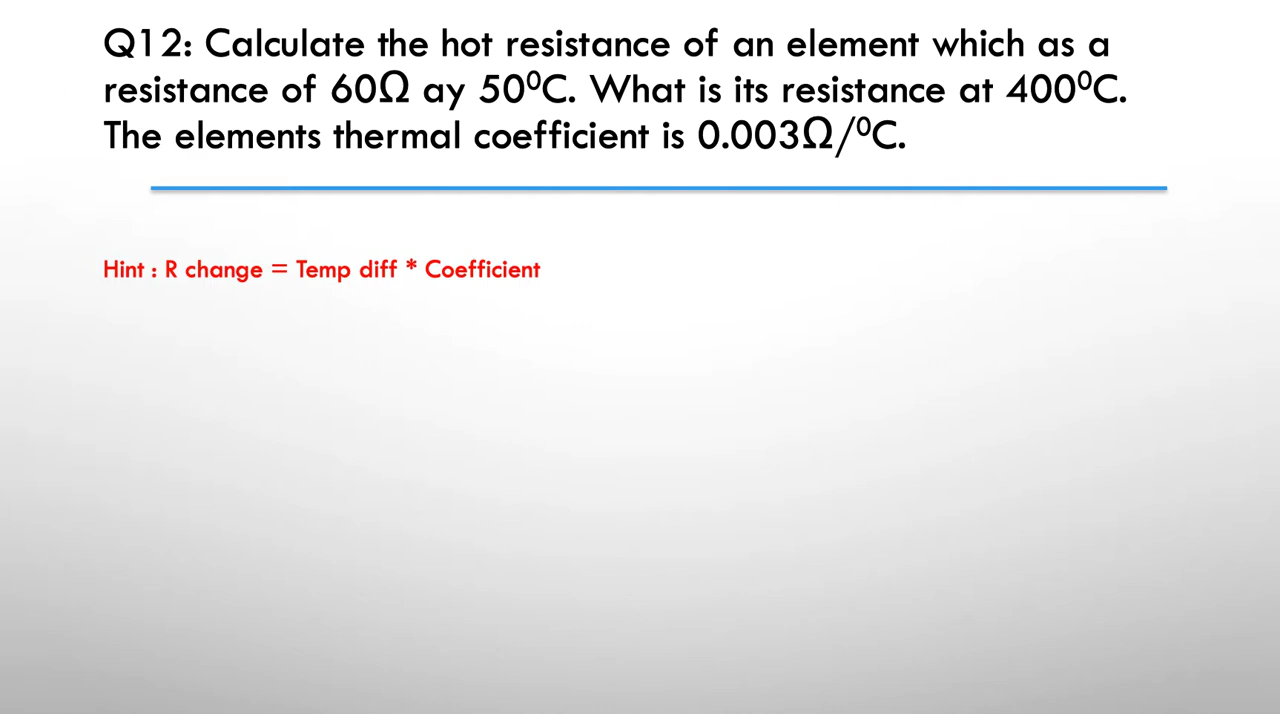 Q12: Calculate the hot resistance of an element which as a
resistance of 60Ω ay 50⁰C. What is its resistance at 400⁰C.
The elements thermal coefficient is 0.003Ω/⁰C.
Hint : R change = Temp diff * Coefficient